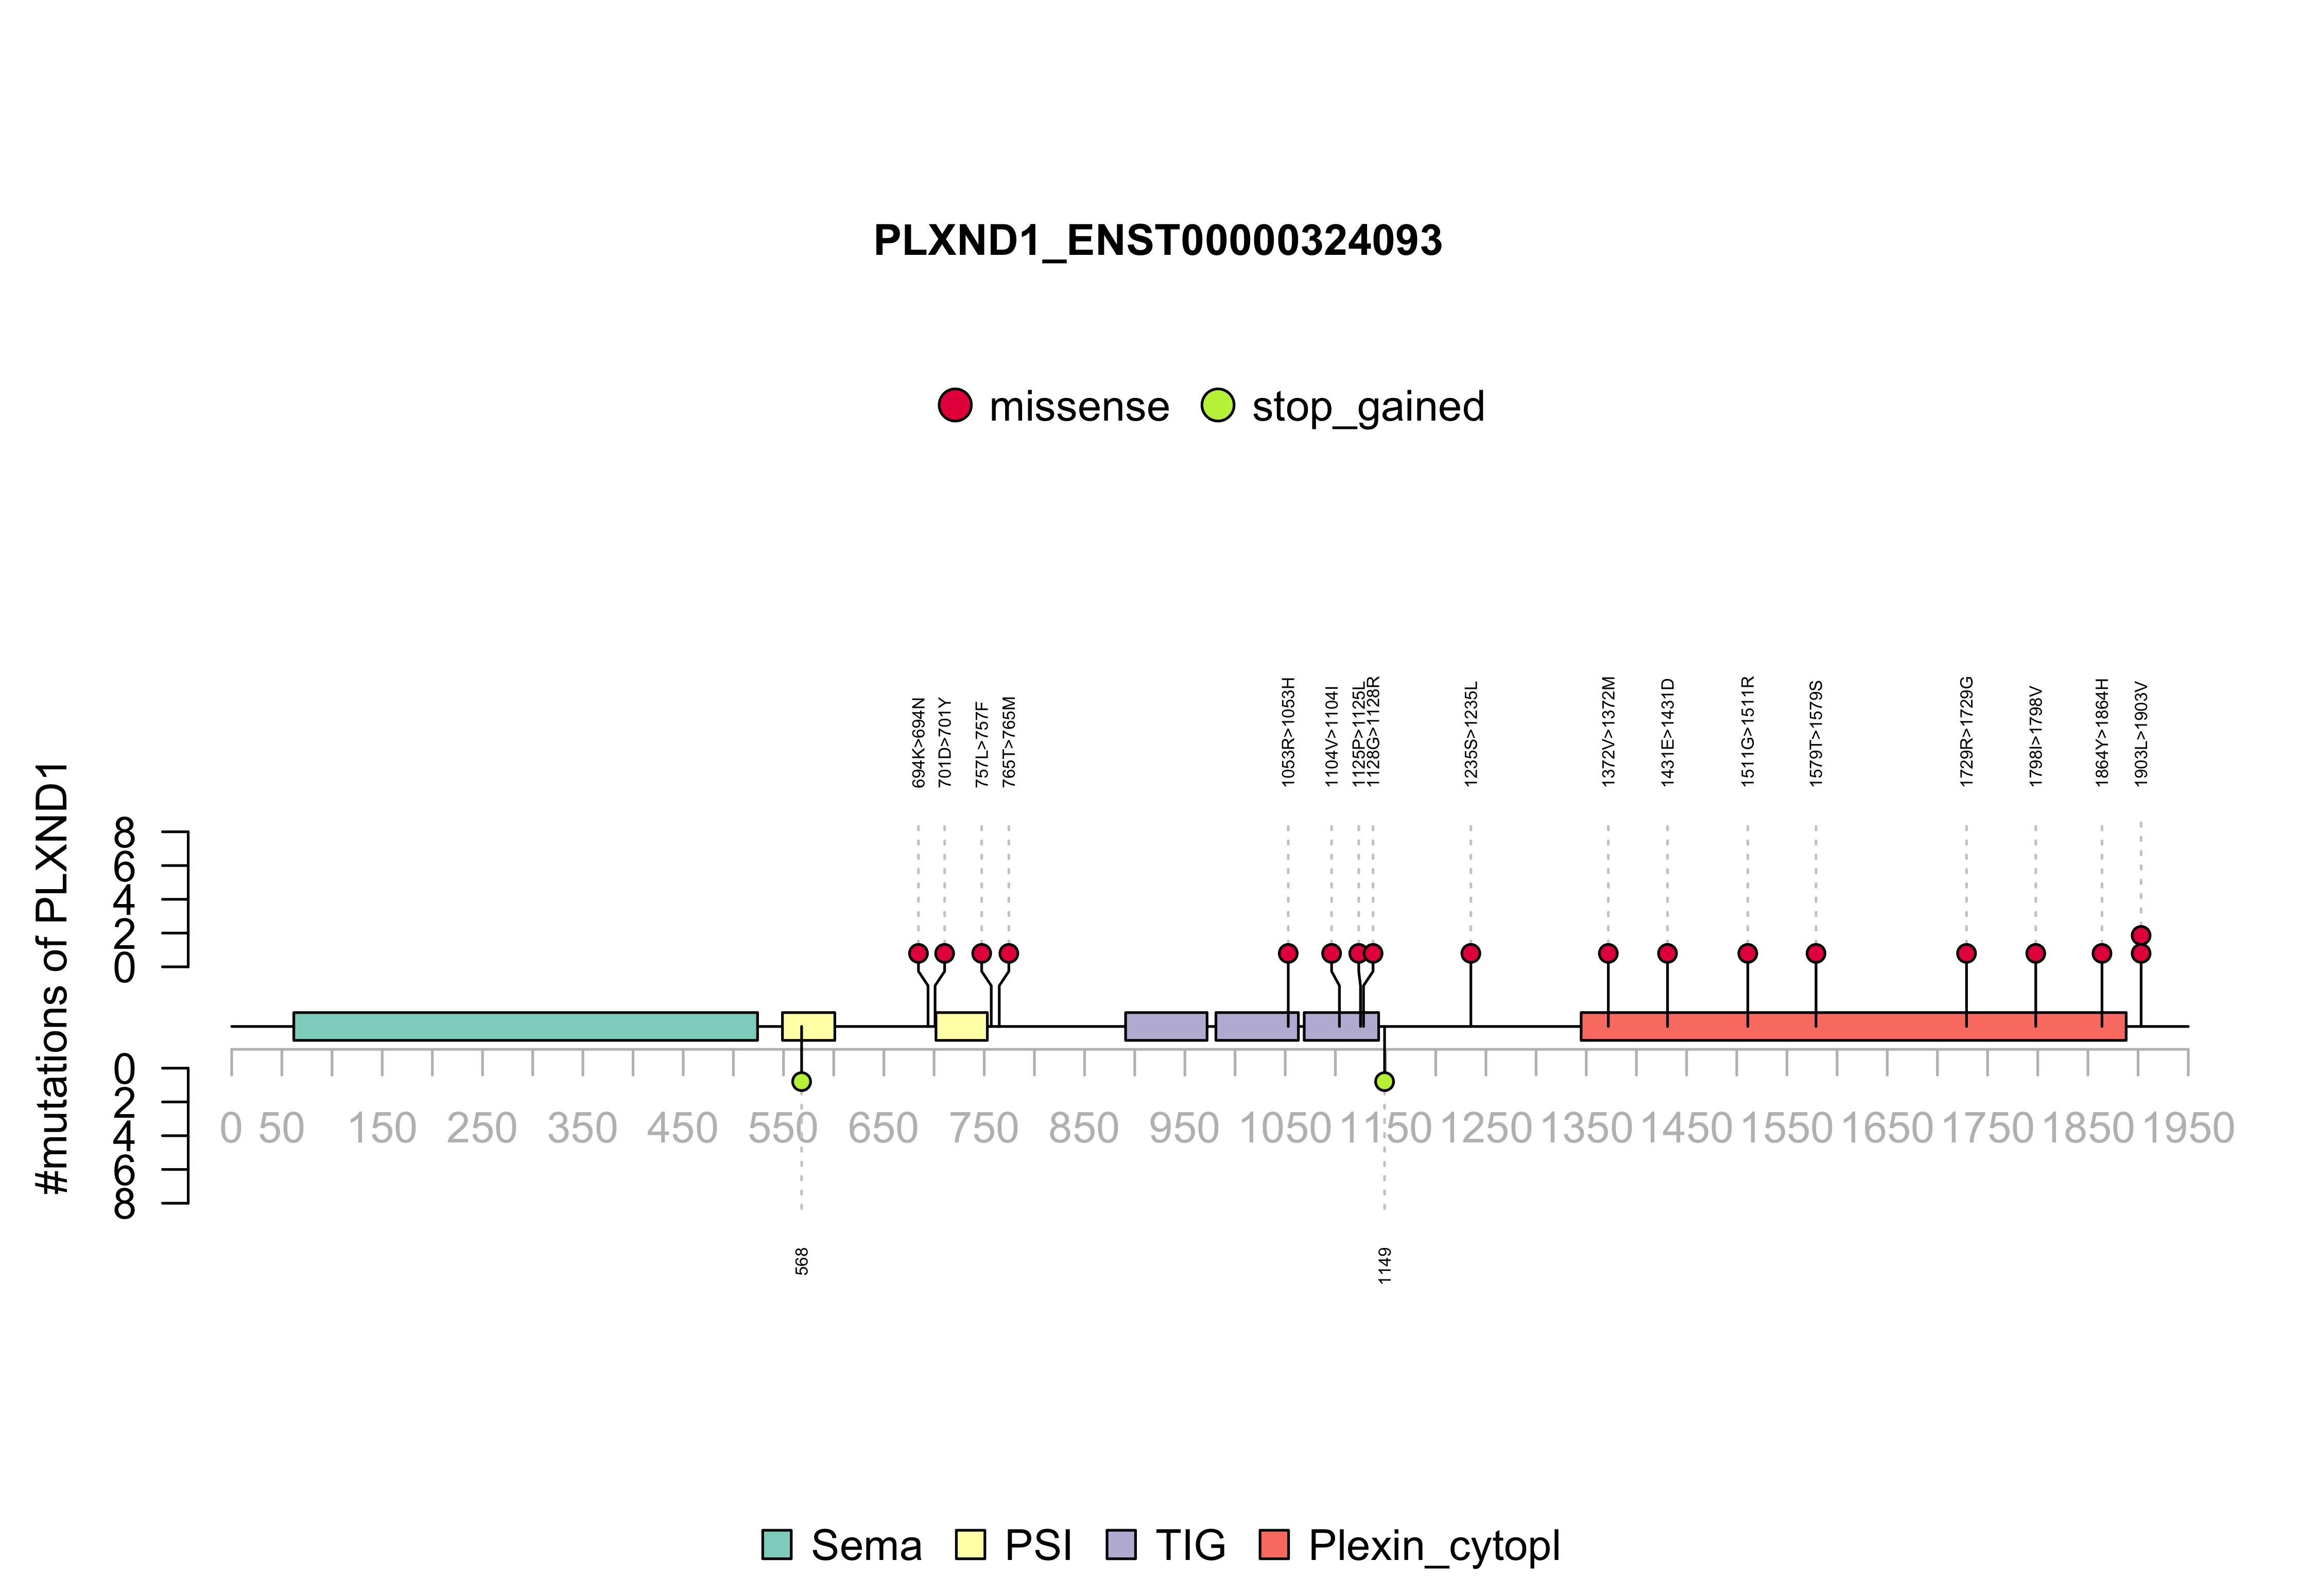 PLXND1_ENST00000324093
missense stop_gained
694K>694N
701D>701Y
757L>757F
765T>765M
1053R>1053H
1104V>1104I
1125P>1125L
1128G>1128R
1235S>1235L
1372V>1372M
1431E>1431D
1511G>1511R
1579T>1579S
1729R>1729G
1798I>1798V
1864Y>1864H
1903L>1903V
#mutations of PLXND1
8
6
4
2
0
0
2
4
6
8
0 50 150 250 350 450 550 650 750 850 950 1050 1150 1250 1350 1450 1550 1650 1750 1850 1950
568
1149
Sema PSI TIG Plexin_cytopl